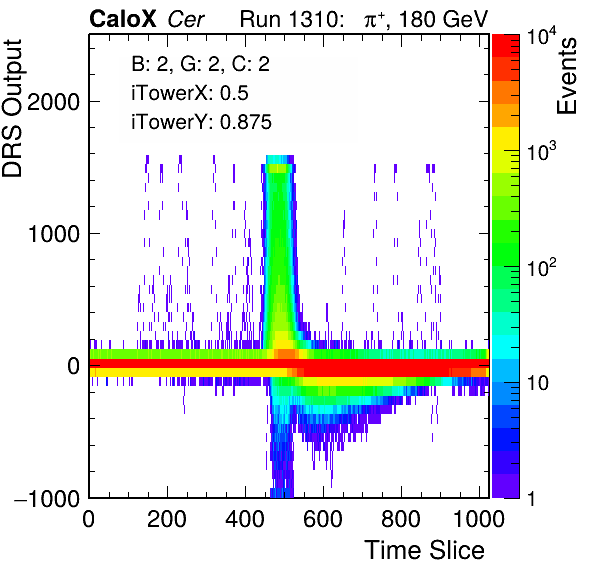 CaloX Cer Run 1310: π⁺, 180 GeV
B: 2, G: 2, C: 2
iTowerX: 0.5
iTowerY: 0.875
DRS Output
2000
1000
0
−1000
0 200 400 600 800 1000
Time Slice
Events
10⁴
10³
10²
10
1